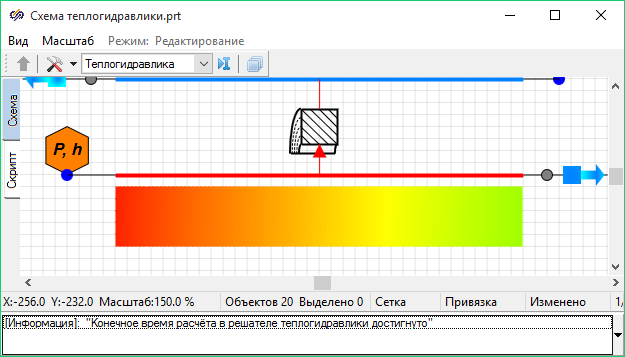 Схема теплогидравлики.prt
Вид Масштаб Режим: Редактирование
Теплогидравлика
Схема
P, h
Скрипт
X:-256.0 Y:-232.0 Масштаб:150.0 % Объектов 20 Выделено 0 Сетка Привязка Изменено 1/
[Информация]: "Конечное время расчёта в решателе теплогидравлики достигнуто"